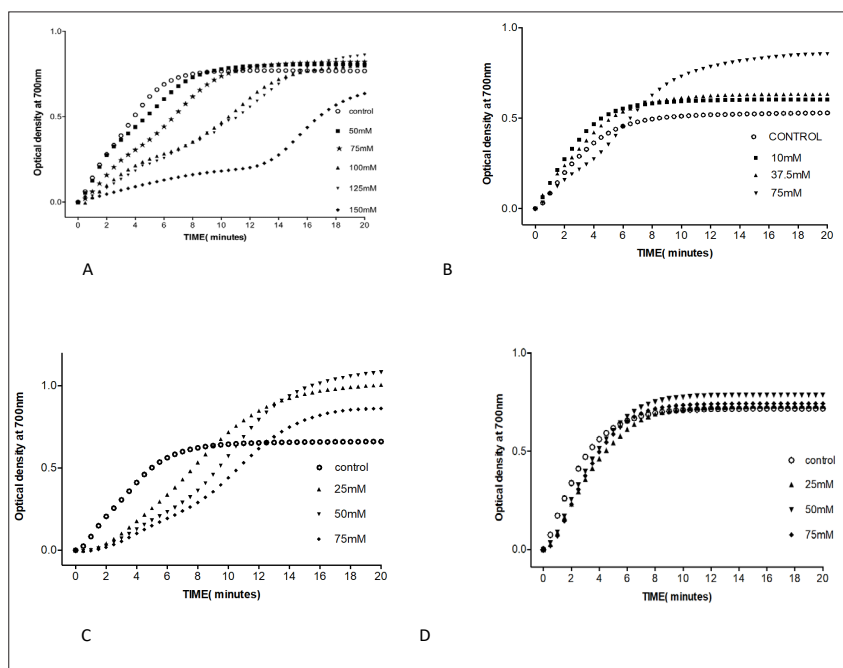 Optical density at 700nm
1.0
0.5
0.0
0 2 4 6 8 10 12 14 16 18 20
TIME( minutes)
control
50mM
75mM
100mM
125mM
150mM
A
Optical density at 700nm
1.0
0.5
0.0
0 2 4 6 8 10 12 14 16 18 20
TIME( minutes)
CONTROL
10mM
37.5mM
75mM
B
Optical density at 700nm
1.0
0.5
0.0
0 2 4 6 8 10 12 14 16 18 20
TIME( minutes)
control
25mM
50mM
75mM
C
Optical density at 700nm
1.0
0.5
0.0
0 2 4 6 8 10 12 14 16 18 20
TIME( minutes)
control
25mM
50mM
75mM
D